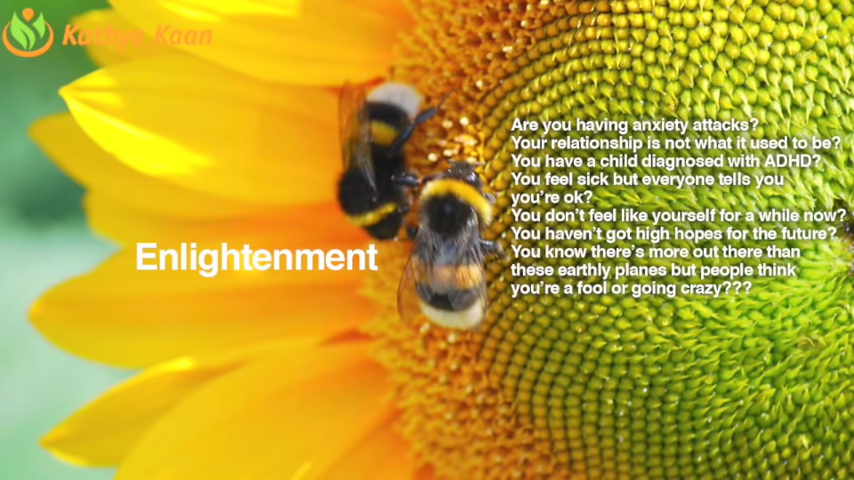 Kathye Kaan
Enlightenment
Are you having anxiety attacks?
Your relationship is not what it used to be?
You have a child diagnosed with ADHD?
You feel sick but everyone tells you
you're ok?
You don't feel like yourself for a while now?
You haven't got high hopes for the future?
You know there's more out there than
these earthly planes but people think
you're a fool or going crazy???